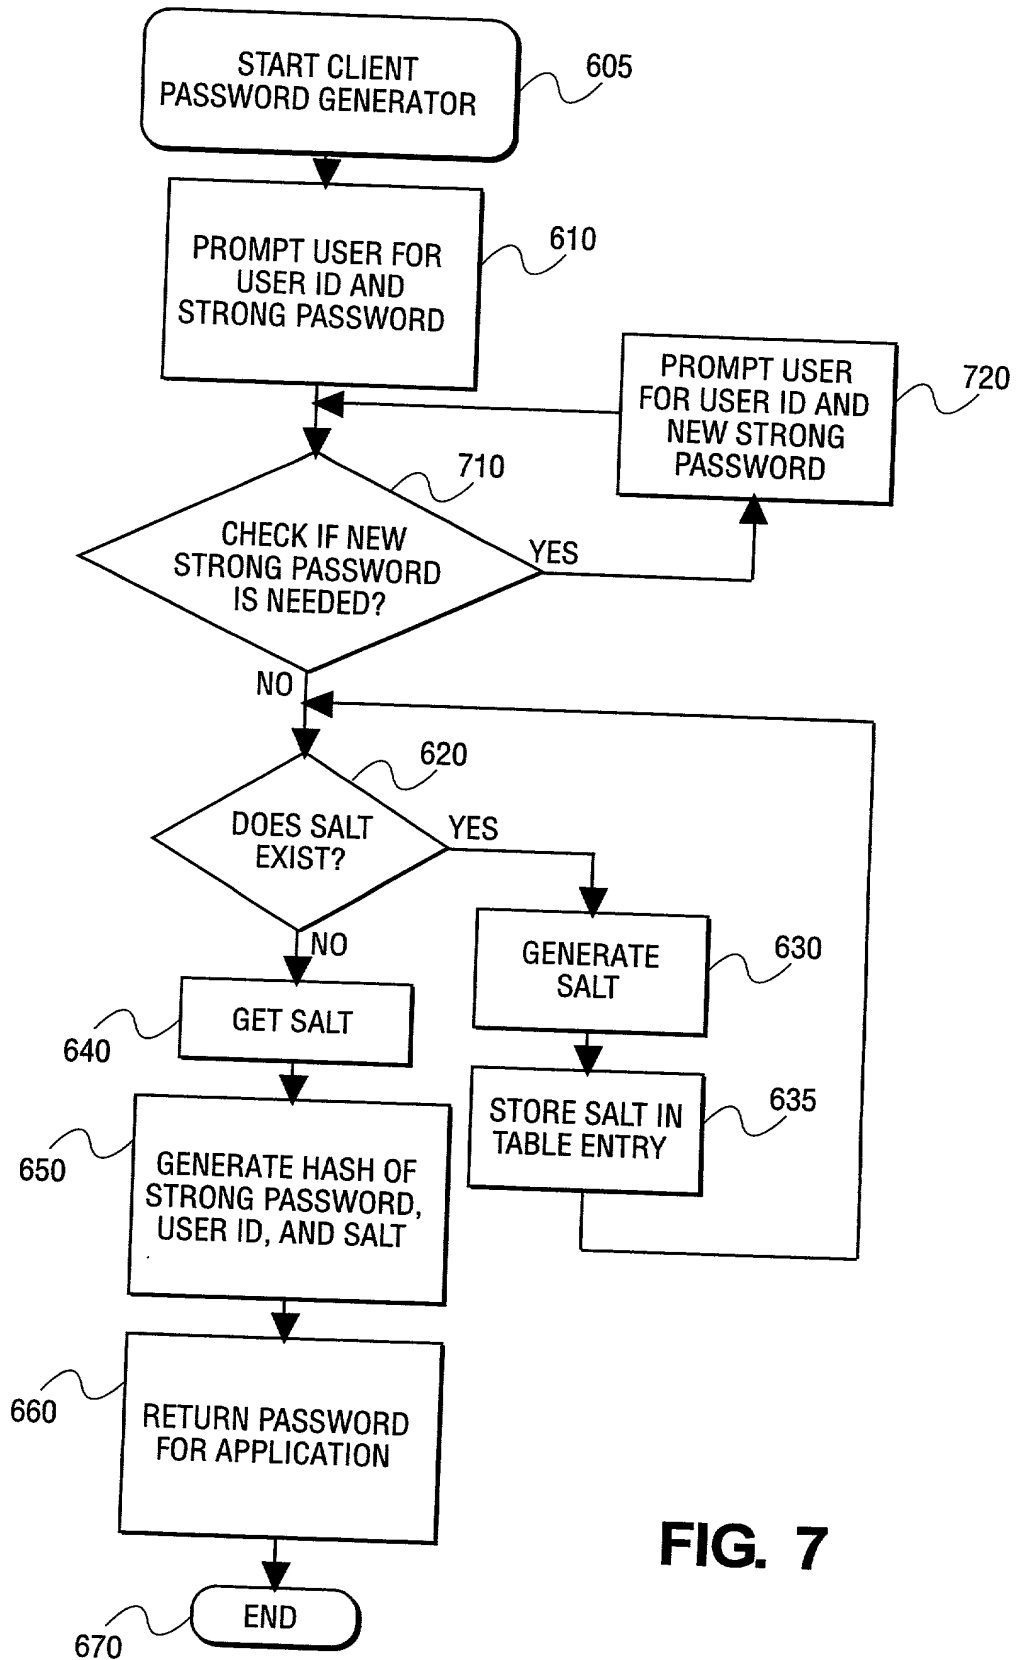 START CLIENT
PASSWORD GENERATOR
605
PROMPT USER FOR
USER ID AND
STRONG PASSWORD
610
PROMPT USER
FOR USER ID AND
NEW STRONG
PASSWORD
720
710
CHECK IF NEW
STRONG PASSWORD
IS NEEDED?
YES
NO
620
DOES SALT
EXIST?
YES
NO
GENERATE
SALT
630
GET SALT
640
STORE SALT IN
TABLE ENTRY
635
GENERATE HASH OF
STRONG PASSWORD,
USER ID, AND SALT
650
RETURN PASSWORD
FOR APPLICATION
660
END
670
FIG. 7